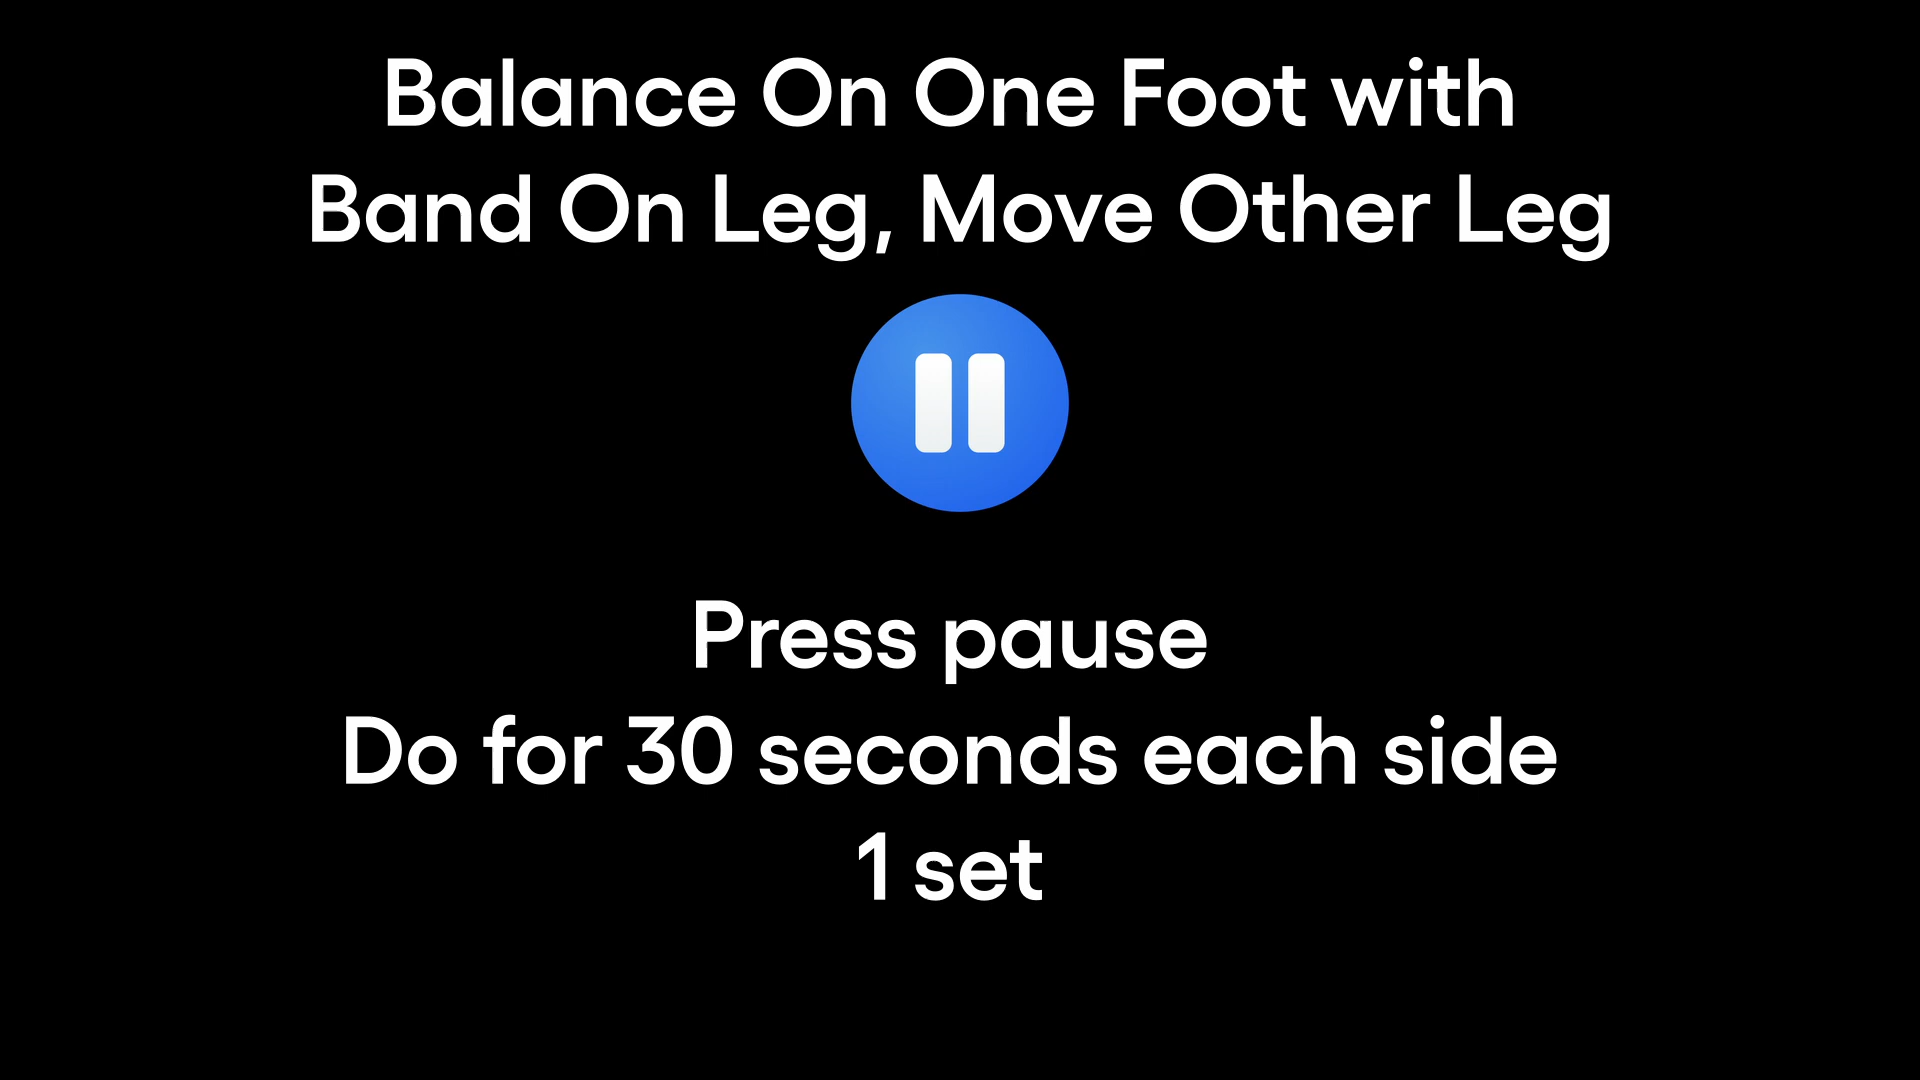 Balance On One Foot with
Band On Leg, Move Other Leg
Press pause
Do for 30 seconds each side
1 set